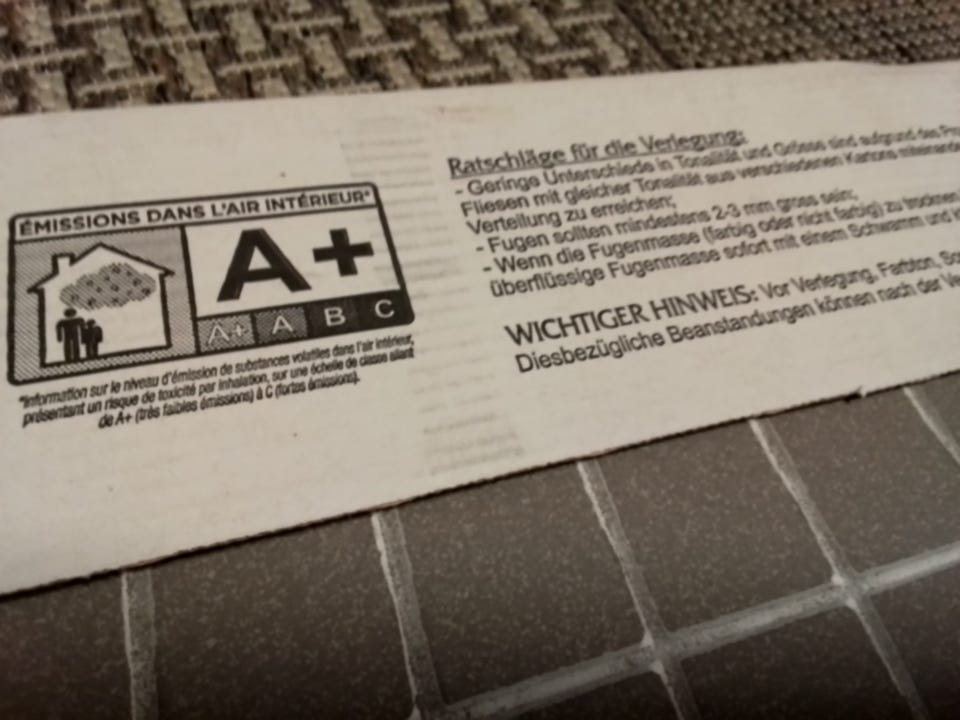 ÉMISSIONS DANS L'AIR INTÉRIEUR*
A+
A+ A B C
*Information sur le niveau d'émission de substances volatiles dans l'air intérieur,
présentant un risque de toxicité par inhalation, sur une échelle de classe allant
de A+ (très faibles émissions) à C (fortes émissions).
Ratschläge für die Verlegung:
- Geringe Unterschiede in Tonalität und Grösse sind aufgrund des
Fliesen mit gleicher Tonalität aus verschiedenen Kartons
Verteilung zu erreichen;
- Fugen sollten mindestens 2-3 mm gross sein;
- Wenn die Fugenmasse (farbig oder nicht farbig) zu trocknen
überflüssige Fugenmasse sofort mit einem Schwamm und
WICHTIGER HINWEIS: Vor Verlegung, Farbton,
Diesbezügliche Beanstandungen können nach der